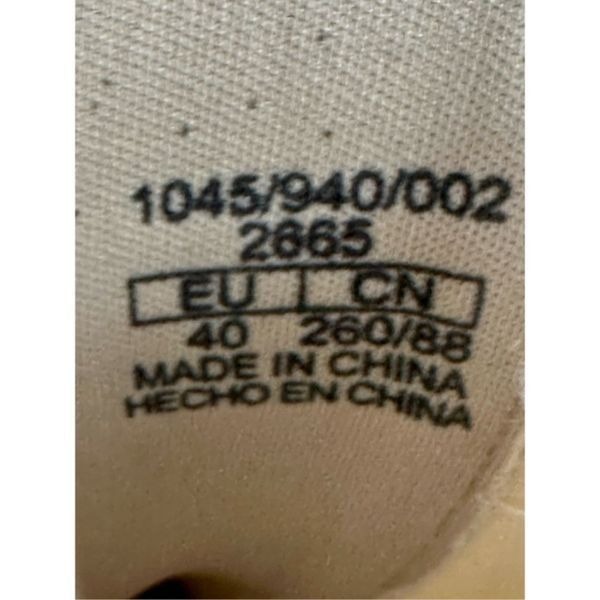 1045/940/002
2665
EU CN
40 260/88
MADE IN CHINA
HECHO EN CHINA